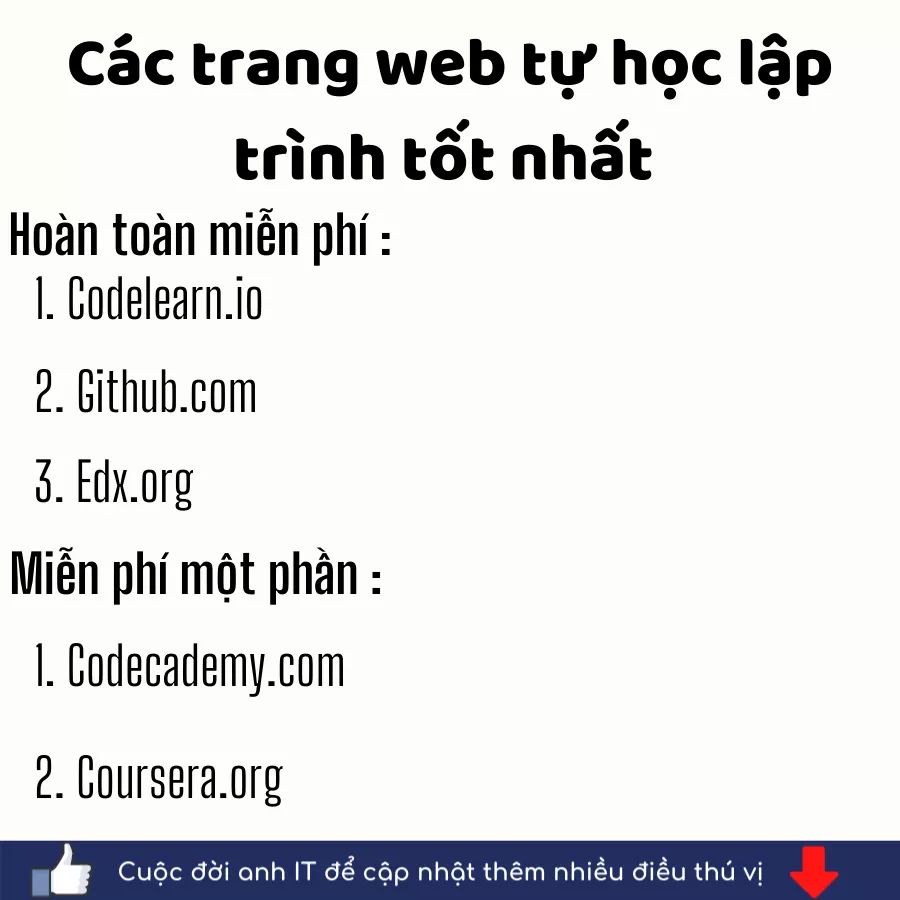 Các trang web tự học lập
trình tốt nhất
Hoàn toàn miễn phí :
1. Codelearn.io
2. Github.com
3. Edx.org
Miễn phí một phần :
1. Codecademy.com
2. Coursera.org
Cuộc đời anh IT để cập nhật thêm nhiều điều thú vị